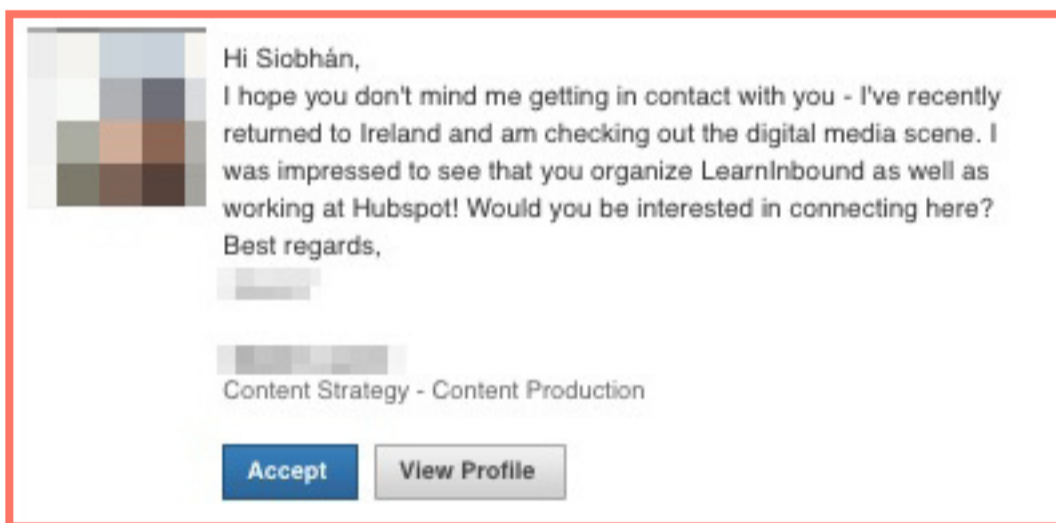 Hi Siobhán,
I hope you don't mind me getting in contact with you - I've recently
returned to Ireland and am checking out the digital media scene. I
was impressed to see that you organize LearnInbound as well as
working at Hubspot! Would you be interested in connecting here?
Best regards,
Content Strategy - Content Production
Accept
View Profile